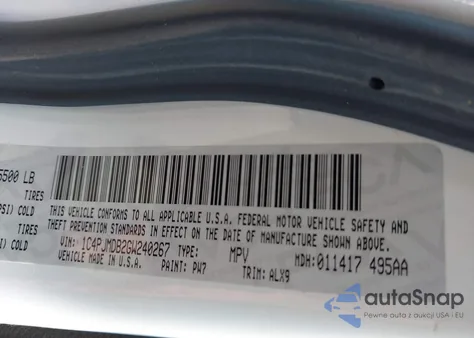 5500 LB
TIRES
PSI) COLD
TIRES
PSI) COLD
THIS VEHICLE CONFORMS TO ALL APPLICABLE U.S.A. FEDERAL MOTOR VEHICLE SAFETY AND
THEFT PREVENTION STANDARDS IN EFFECT ON THE DATE OF MANUFACTURE SHOWN ABOVE.
VIN: 1C4PJMDB2GW240267 TYPE: MPV MDH: 011417 495AA
VEHICLE MADE IN U.S.A. PAINT: PW7 TRIM: ALX9
autoSnap
Pewne auta z aukcji USA i EU